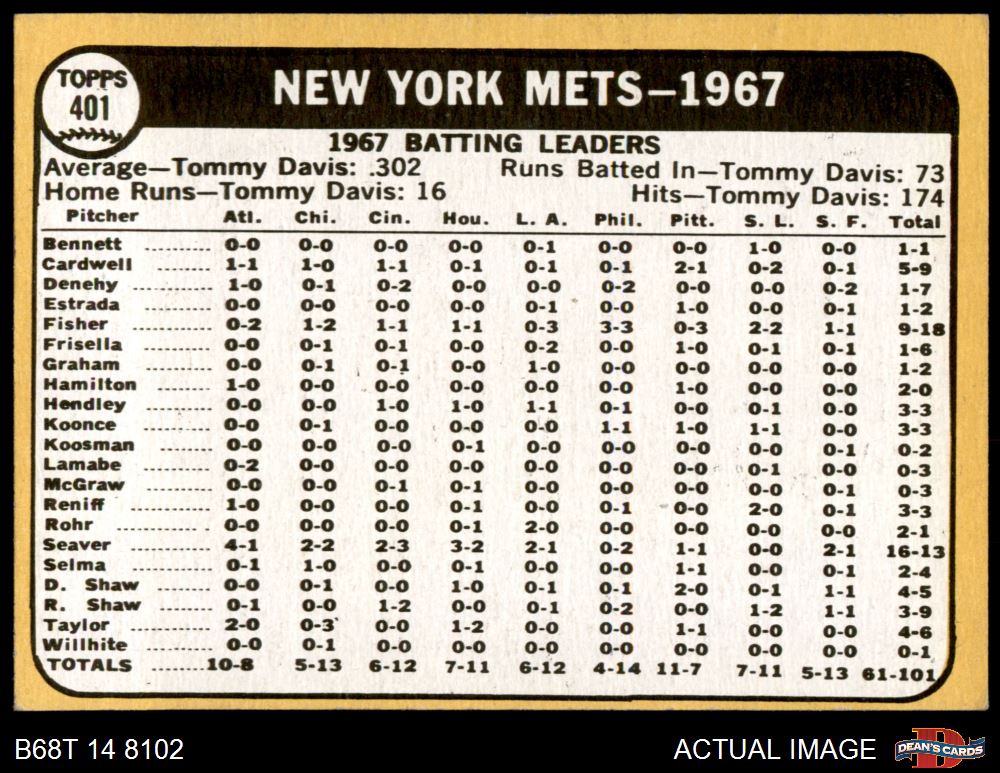 TOPPS
401
NEW YORK METS—1967
1967 BATTING LEADERS
Average—Tommy Davis: .302 Runs Batted In—Tommy Davis: 73
Home Runs—Tommy Davis: 16 Hits—Tommy Davis: 174
Pitcher Atl. Chi. Cin. Hou. L. A. Phil. Pitt. S. L. S. F. Total
Bennett ........ 0-0 0-0 0-0 0-0 0-1 0-0 0-0 1-0 0-0 1-1
Cardwell ........ 1-1 1-0 1-1 0-1 0-1 0-1 2-1 0-2 0-1 5-9
Denehy ........ 1-0 0-1 0-2 0-0 0-0 0-2 0-0 0-0 0-2 1-7
Estrada ........ 0-0 0-0 0-0 0-0 0-1 0-0 1-0 0-0 0-1 1-2
Fisher ........ 0-2 1-2 1-1 1-1 0-3 3-3 0-3 2-2 1-1 9-18
Frisella ........ 0-0 0-1 0-1 0-0 0-2 0-0 1-0 0-1 0-1 1-6
Graham ........ 0-0 0-1 0-1 0-0 1-0 0-0 0-0 0-0 0-0 1-2
Hamilton ........ 1-0 0-0 0-0 0-0 0-0 0-0 1-0 0-0 0-0 2-0
Hendley ........ 0-0 0-0 1-0 1-0 1-1 0-1 0-0 0-1 0-0 3-3
Koonce ........ 0-0 0-1 0-0 0-0 0-0 1-1 1-0 1-1 0-0 3-3
Koosman ........ 0-0 0-0 0-0 0-1 0-0 0-0 0-0 0-0 0-1 0-2
Lamabe ........ 0-2 0-0 0-0 0-0 0-0 0-0 0-0 0-1 0-0 0-3
McGraw ........ 0-0 0-0 0-1 0-1 0-0 0-0 0-0 0-0 0-1 0-3
Reniff ........ 1-0 0-0 0-0 0-1 0-0 0-1 0-0 2-0 0-1 3-3
Rohr ........ 0-0 0-0 0-0 0-1 2-0 0-0 0-0 0-0 0-0 2-1
Seaver ........ 4-1 2-2 2-3 3-2 2-1 0-2 1-1 0-0 2-1 16-13
Selma ........ 0-1 1-0 0-0 0-1 0-0 0-0 1-1 0-0 0-1 2-4
D. Shaw ........ 0-0 0-1 0-0 1-0 0-1 0-1 2-0 0-1 1-1 4-5
R. Shaw ........ 0-1 0-0 1-2 0-0 0-1 0-2 0-0 1-2 1-1 3-9
Taylor ........ 2-0 0-3 0-0 1-2 0-0 0-0 1-1 0-0 0-0 4-6
Willhite ........ 0-0 0-1 0-0 0-0 0-0 0-0 0-0 0-0 0-0 0-1
TOTALS ........ 10-8 5-13 6-12 7-11 6-12 4-14 11-7 7-11 5-13 61-101
B68T 14 8102 ACTUAL IMAGE DEAN'S CARDS